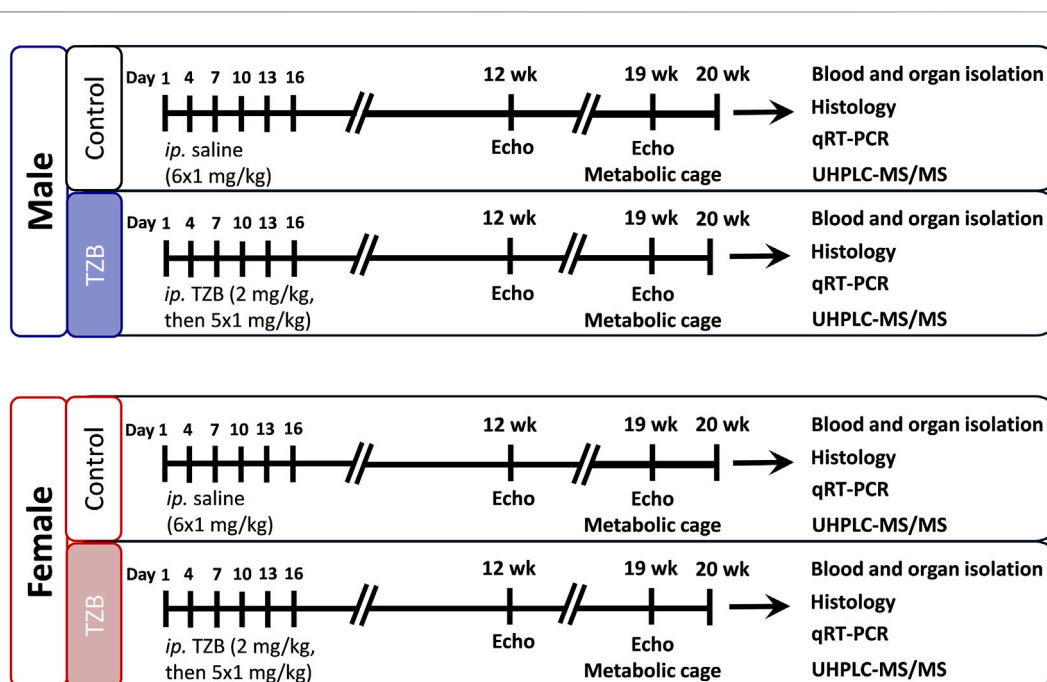 Male
Control
Day 1 4 7 10 13 16
12 wk
19 wk 20 wk
ip. saline
(6x1 mg/kg)
Echo
Echo
Metabolic cage
Blood and organ isolation
Histology
qRT-PCR
UHPLC-MS/MS
TZB
Day 1 4 7 10 13 16
12 wk
19 wk 20 wk
ip. TZB (2 mg/kg,
then 5x1 mg/kg)
Echo
Echo
Metabolic cage
Blood and organ isolation
Histology
qRT-PCR
UHPLC-MS/MS
Female
Control
Day 1 4 7 10 13 16
12 wk
19 wk 20 wk
ip. saline
(6x1 mg/kg)
Echo
Echo
Metabolic cage
Blood and organ isolation
Histology
qRT-PCR
UHPLC-MS/MS
TZB
Day 1 4 7 10 13 16
12 wk
19 wk 20 wk
ip. TZB (2 mg/kg,
then 5x1 mg/kg)
Echo
Echo
Metabolic cage
Blood and organ isolation
Histology
qRT-PCR
UHPLC-MS/MS